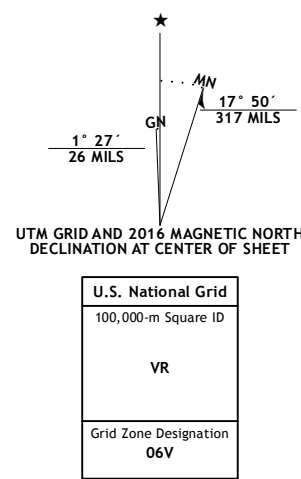 ★
MN
GN
17° 50´
317 MILS
1° 27´
26 MILS
UTM GRID AND 2016 MAGNETIC NORTH
DECLINATION AT CENTER OF SHEET
U.S. National Grid
100,000-m Square ID
VR
Grid Zone Designation
06V